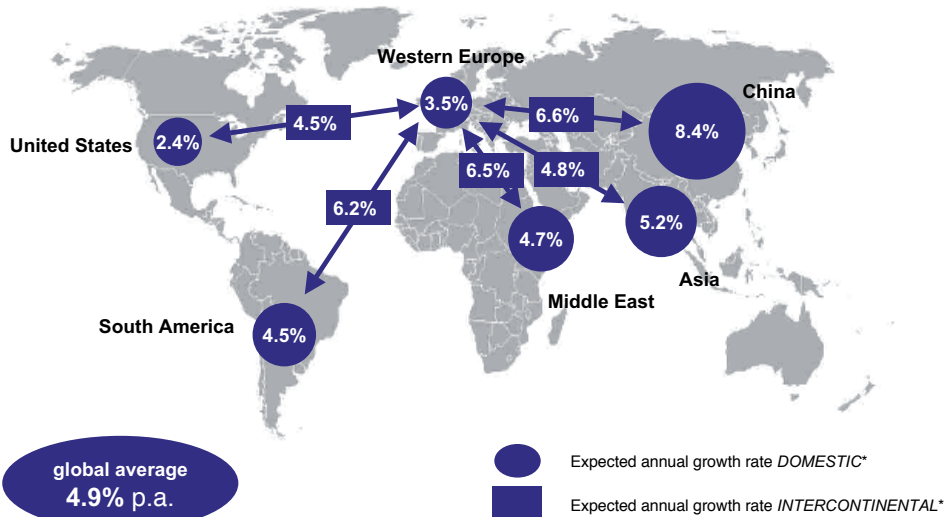 Western Europe
China
3.5%
6.6%
4.5%
8.4%
United States
2.4%
6.5%
4.8%
6.2%
5.2%
4.7%
Asia
Middle East
South America
4.5%
global average
4.9% p.a.
Expected annual growth rate DOMESTIC*
Expected annual growth rate INTERCONTINENTAL*